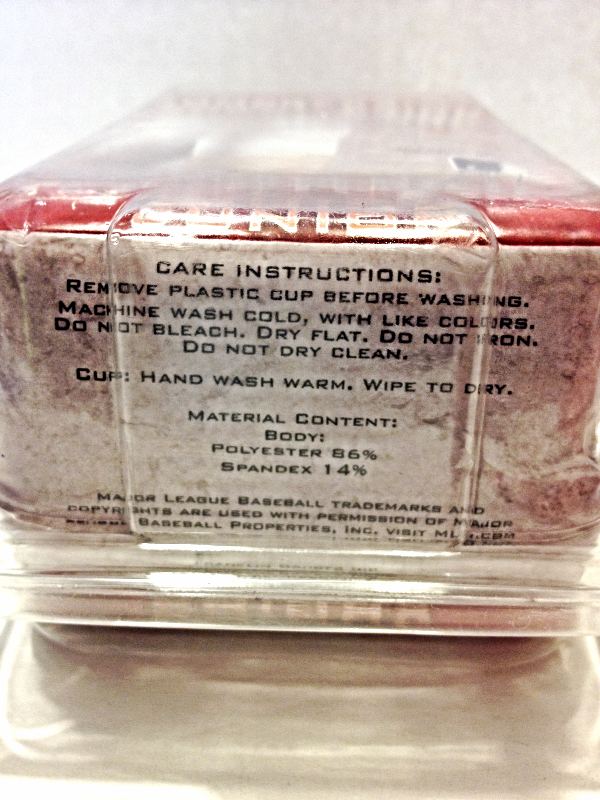 CARE INSTRUCTIONS:
REMOVE PLASTIC CUP BEFORE WASHING.
MACHINE WASH COLD, WITH LIKE COLOURS.
DO NOT BLEACH. DRY FLAT. DO NOT IRON.
DO NOT DRY CLEAN.
CUP: HAND WASH WARM. WIPE TO DRY.
MATERIAL CONTENT:
BODY:
POLYESTER 86%
SPANDEX 14%
MAJOR LEAGUE BASEBALL TRADEMARKS AND
COPYRIGHTS ARE USED WITH PERMISSION OF MAJOR
BASEBALL PROPERTIES, INC. VISIT